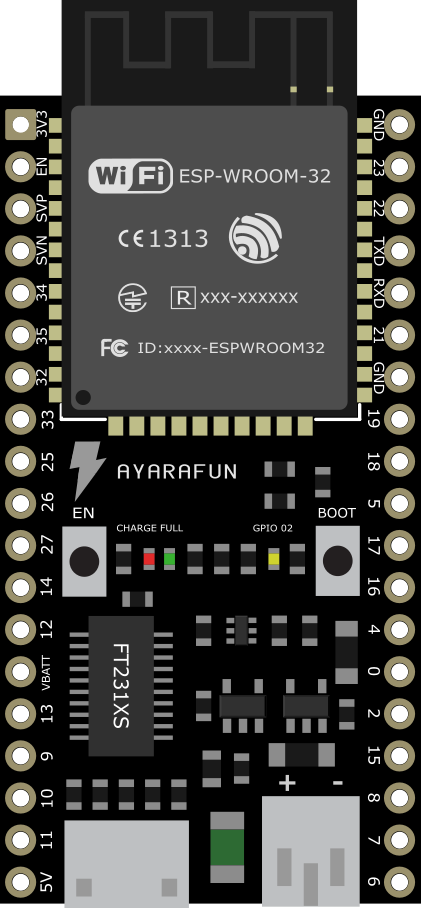 WiFi ESP-WROOM-32
CE1313
R xxx-xxxxxx
FC ID:xxxx-ESPWROOM32
3V3
EN
SVP
SVN
34
35
32
33
25
26
27
14
12
VBATT
13
9
10
11
5V
GND
23
22
TXD
RXD
21
GND
19
18
5
17
16
4
0
2
15
8
7
6
AYARAFUN
EN
CHARGE FULL
GPIO 02
BOOT
FT231XS
+ -